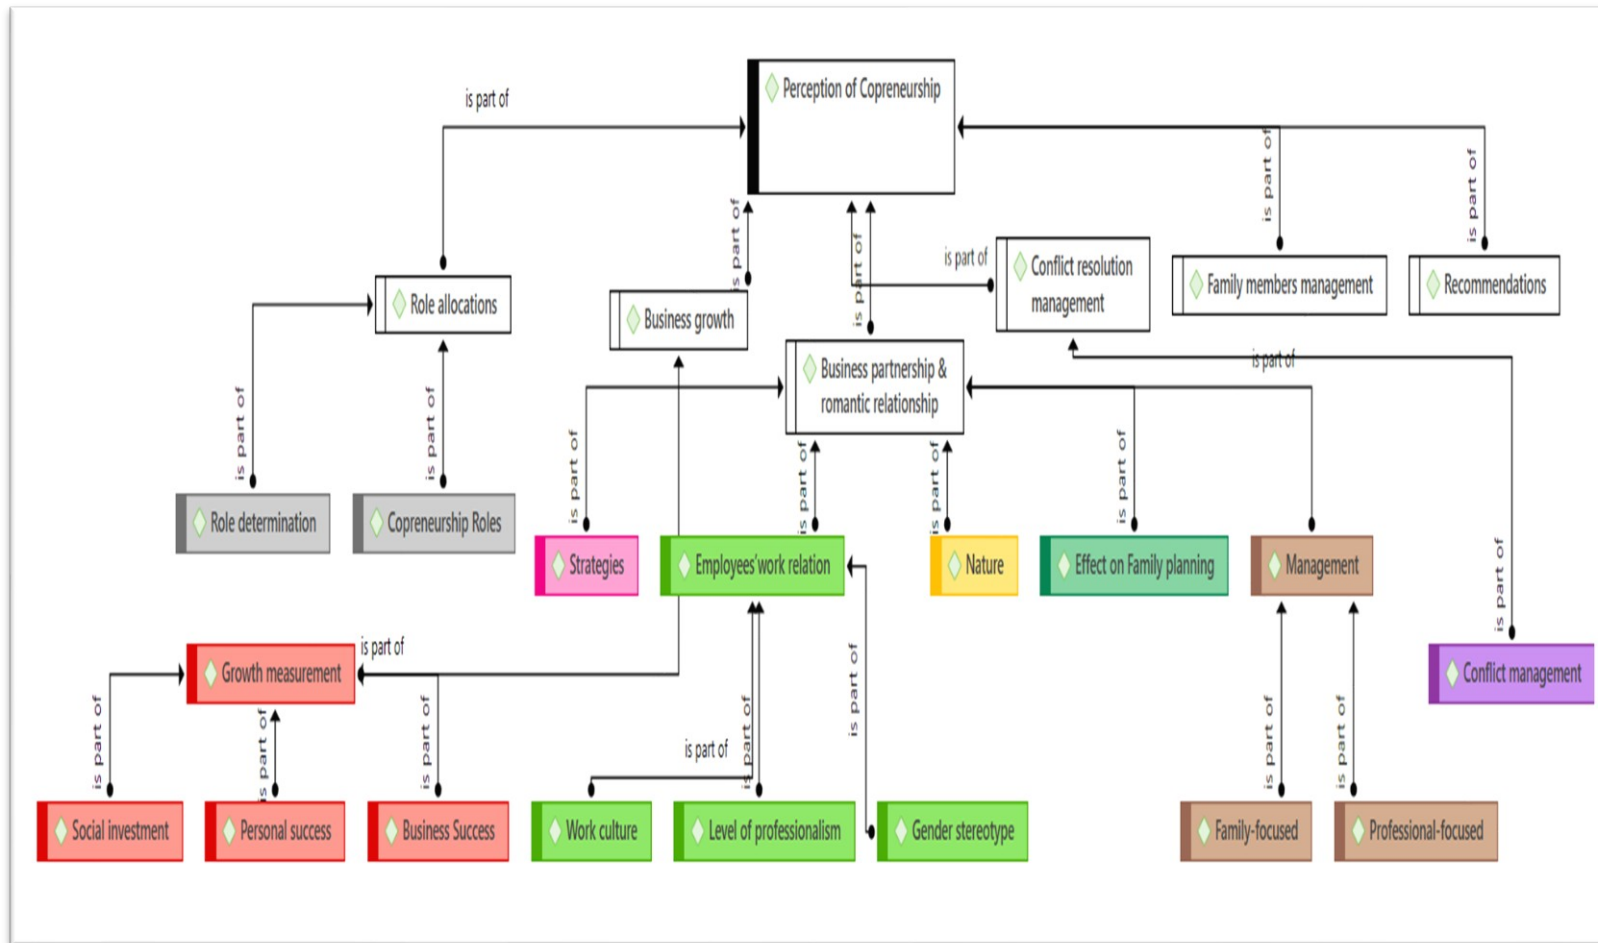 Perception of Copreneurship
is part of
is part of
is part of
is part of
is part of
is part of
Conflict resolution
management
is part of
Family members management
Recommendations
Role allocations
Business growth
Business partnership &
romantic relationship
is part of
is part of
is part of
is part of
is part of
is part of
is part of
is part of
Role determination
Copreneurship Roles
Strategies
Employees'work relation
Nature
Effect on Family planning
Management
Growth measurement
is part of
Conflict management
is part of
is part of
is part of
is part of
is part of
is part of
is part of
is part of
Social investment
Personal success
Business Success
Work culture
Level of professionalism
Gender stereotype
Family-focused
Professional-focused